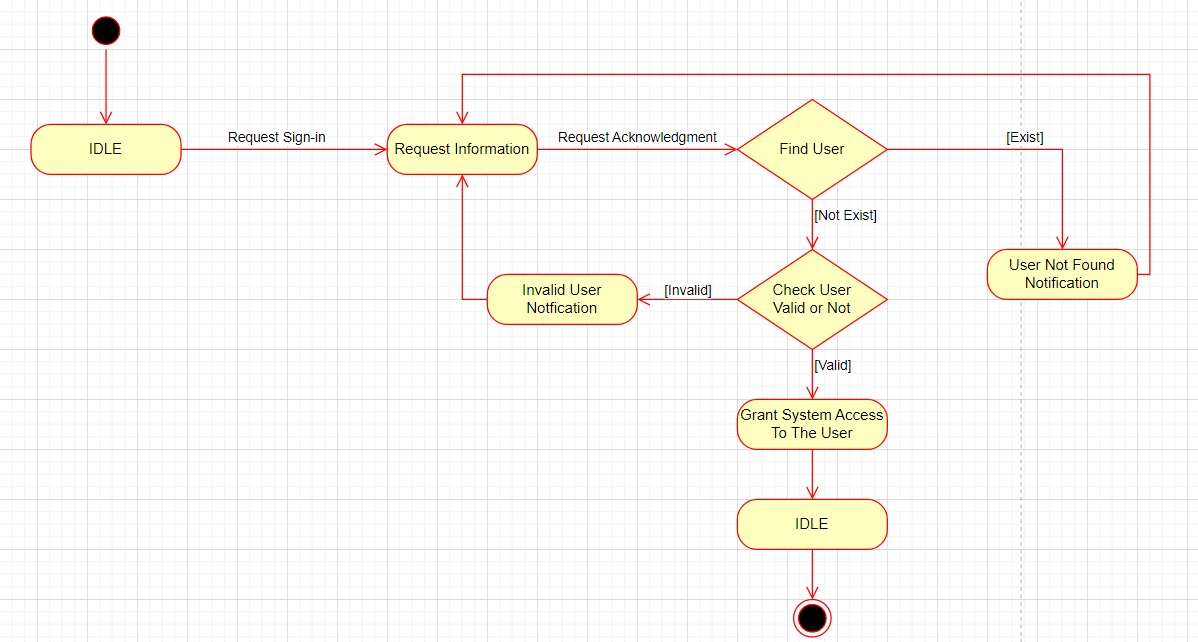 IDLE
Request Sign-in
Request Information
Request Acknowledgment
Find User
[Exist]
[Not Exist]
User Not Found
Notification
Check User
Valid or Not
[Invalid]
Invalid User
Notfication
[Valid]
Grant System Access
To The User
IDLE